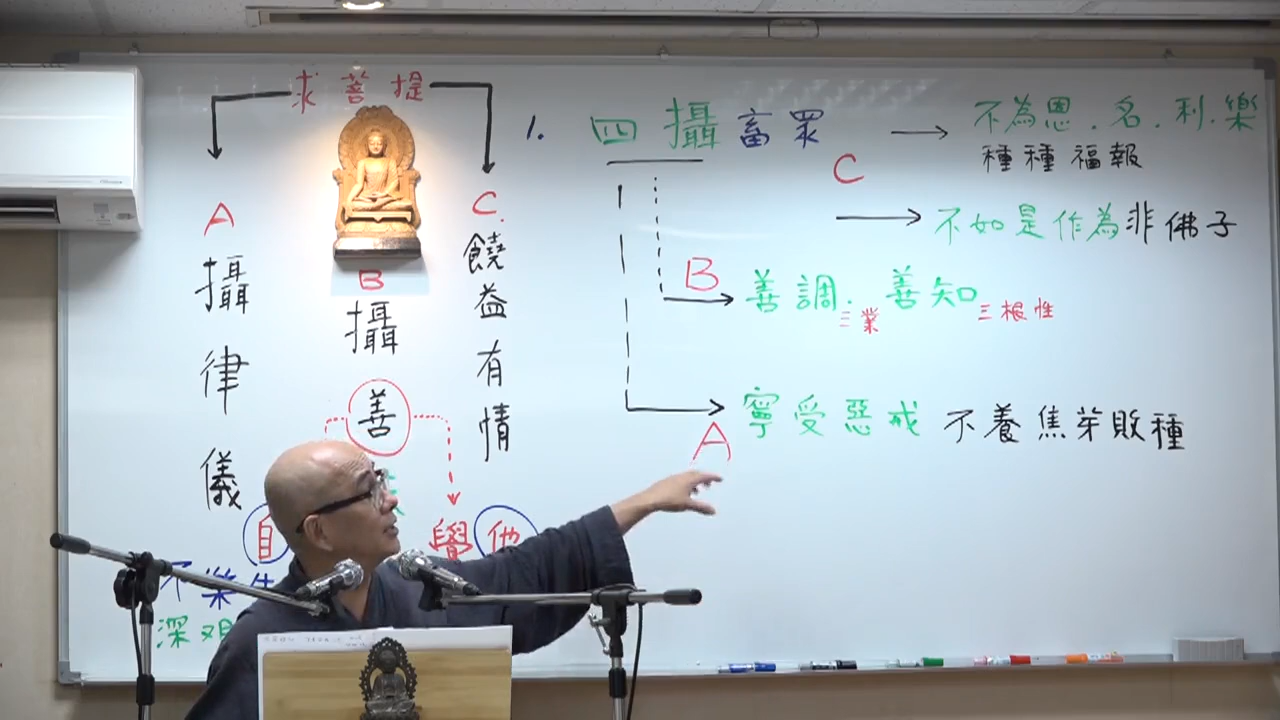 求菩提
A
攝律儀
B
攝
善
自
覺他
C.
饒益有情
不樂
深
1. 四攝畜眾
C
不為恩.名.利.樂
種種福報
不如是作為非佛子
B
善調.善知
三業
三根性
A
寧受惡戒 不養焦芽敗種